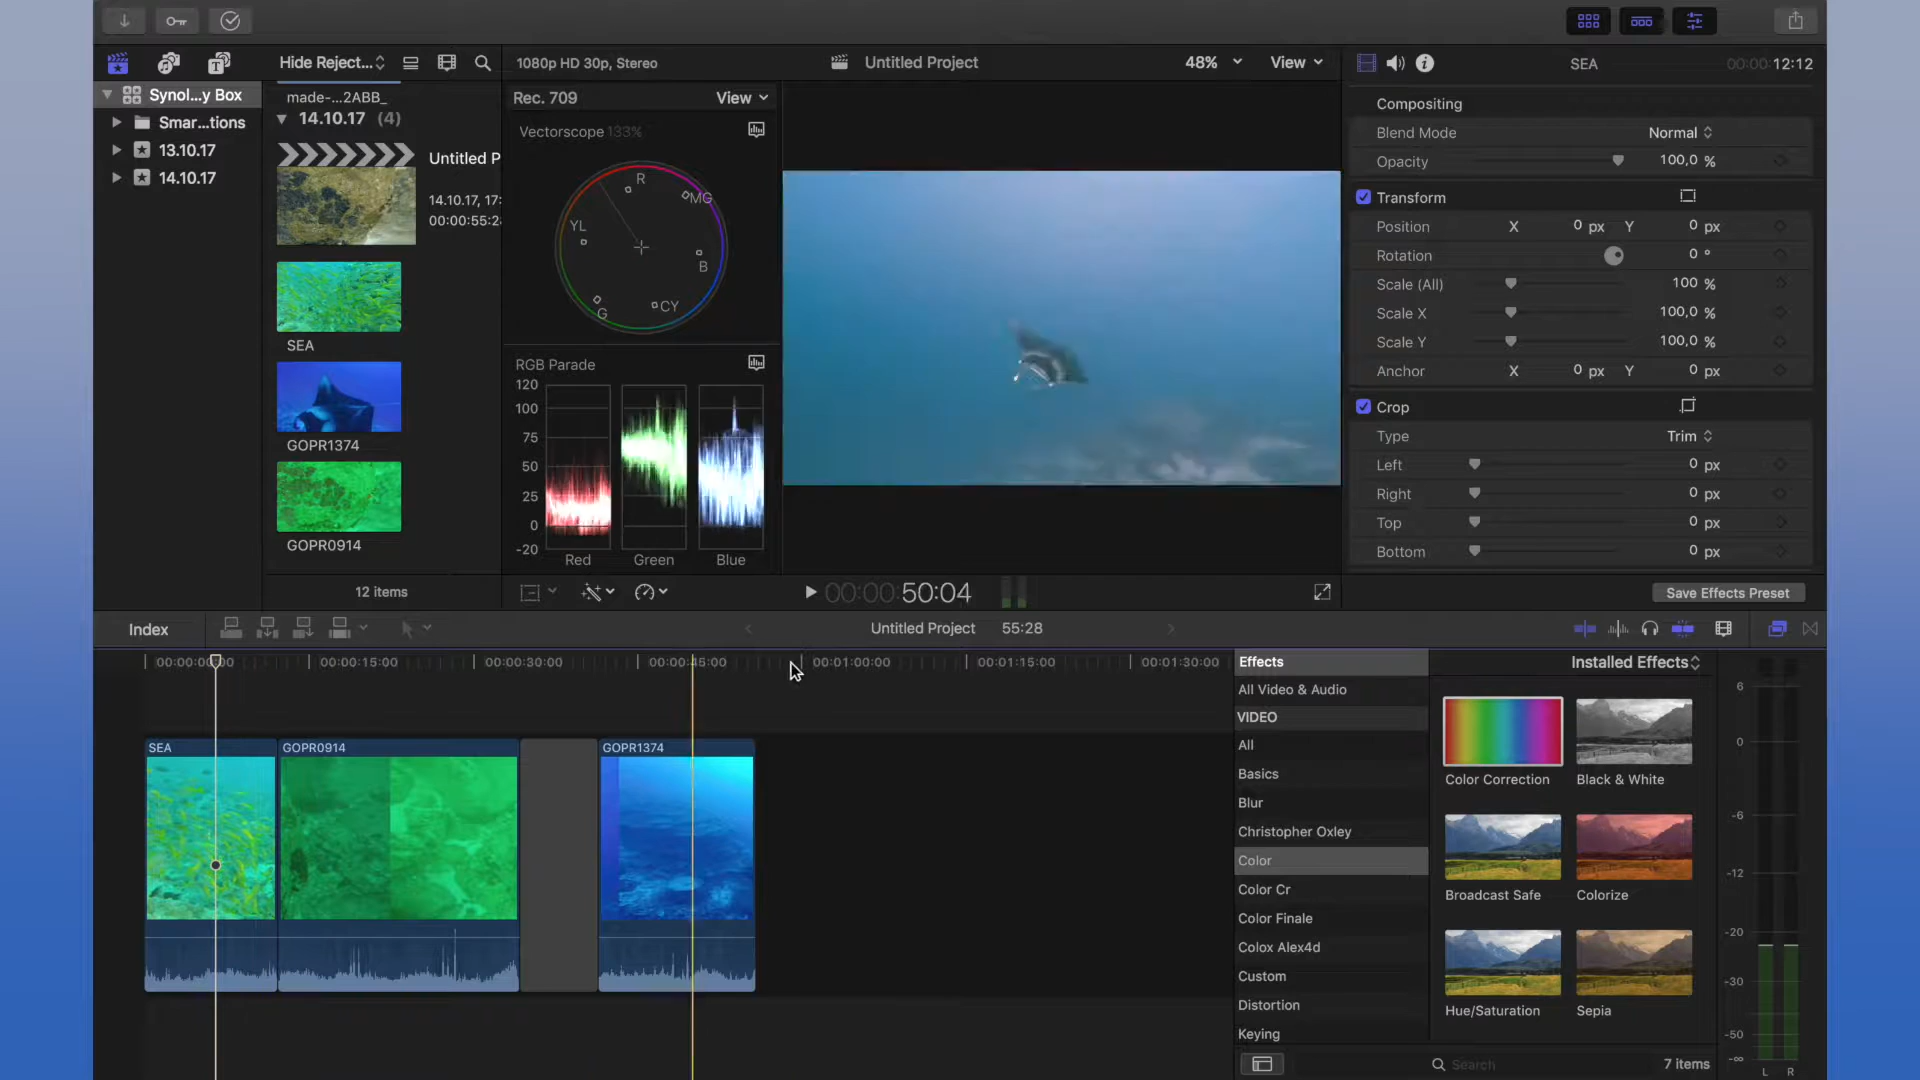 Hide Reject...
1080p HD 30p, Stereo
Untitled Project
48%
View
SEA
00:00:12:12
Synol...y Box
Smar...tions
13.10.17
14.10.17
made-...2ABB_
14.10.17 (4)
Untitled P
14.10.17, 17:
00:00:55:2
SEA
GOPR1374
GOPR0914
12 items
Rec. 709
View
Vectorscope 133%
R
MG
YL
B
G
CY
RGB Parade
120
100
75
50
25
0
-20
Red
Green
Blue
00:00:50:04
Compositing
Blend Mode Normal
Opacity 100,0 %
Transform
Position X 0 px Y 0 px
Rotation 0 °
Scale (All) 100 %
Scale X 100,0 %
Scale Y 100,0 %
Anchor X 0 px Y 0 px
Crop
Type Trim
Left 0 px
Right 0 px
Top 0 px
Bottom 0 px
Save Effects Preset
Index
Untitled Project 55:28
00:00:15:00
00:00:30:00
00:00:45:00
00:01:00:00
00:01:15:00
00:01:30:00
SEA
GOPR0914
GOPR1374
Effects
Installed Effects
All Video & Audio
VIDEO
All
Basics
Blur
Christopher Oxley
Color
Color Cr
Color Finale
Colox Alex4d
Custom
Distortion
Keying
Color Correction
Black & White
Broadcast Safe
Colorize
Hue/Saturation
Sepia
Search
7 items
6
0
-6
-12
-20
-30
-50
-∞
L R